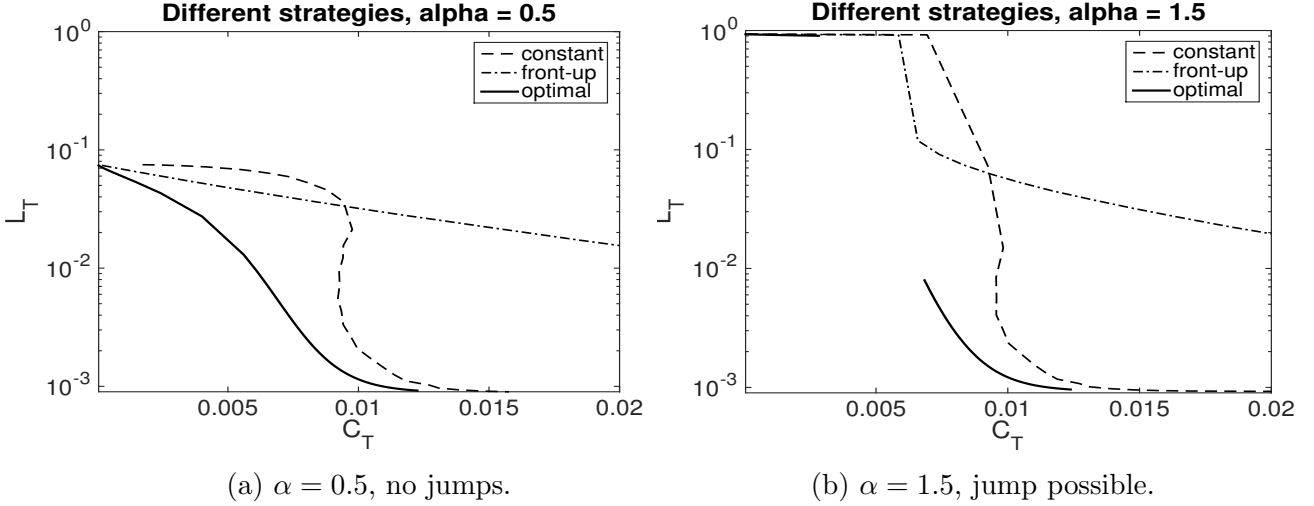 Different strategies, alpha = 0.5
10^0
10^-1
10^-2
10^-3
L_T
constant
front-up
optimal
0.005
0.01
0.015
0.02
C_T
(a) α = 0.5, no jumps.
Different strategies, alpha = 1.5
10^0
10^-1
10^-2
10^-3
L_T
constant
front-up
optimal
0.005
0.01
0.015
0.02
C_T
(b) α = 1.5, jump possible.